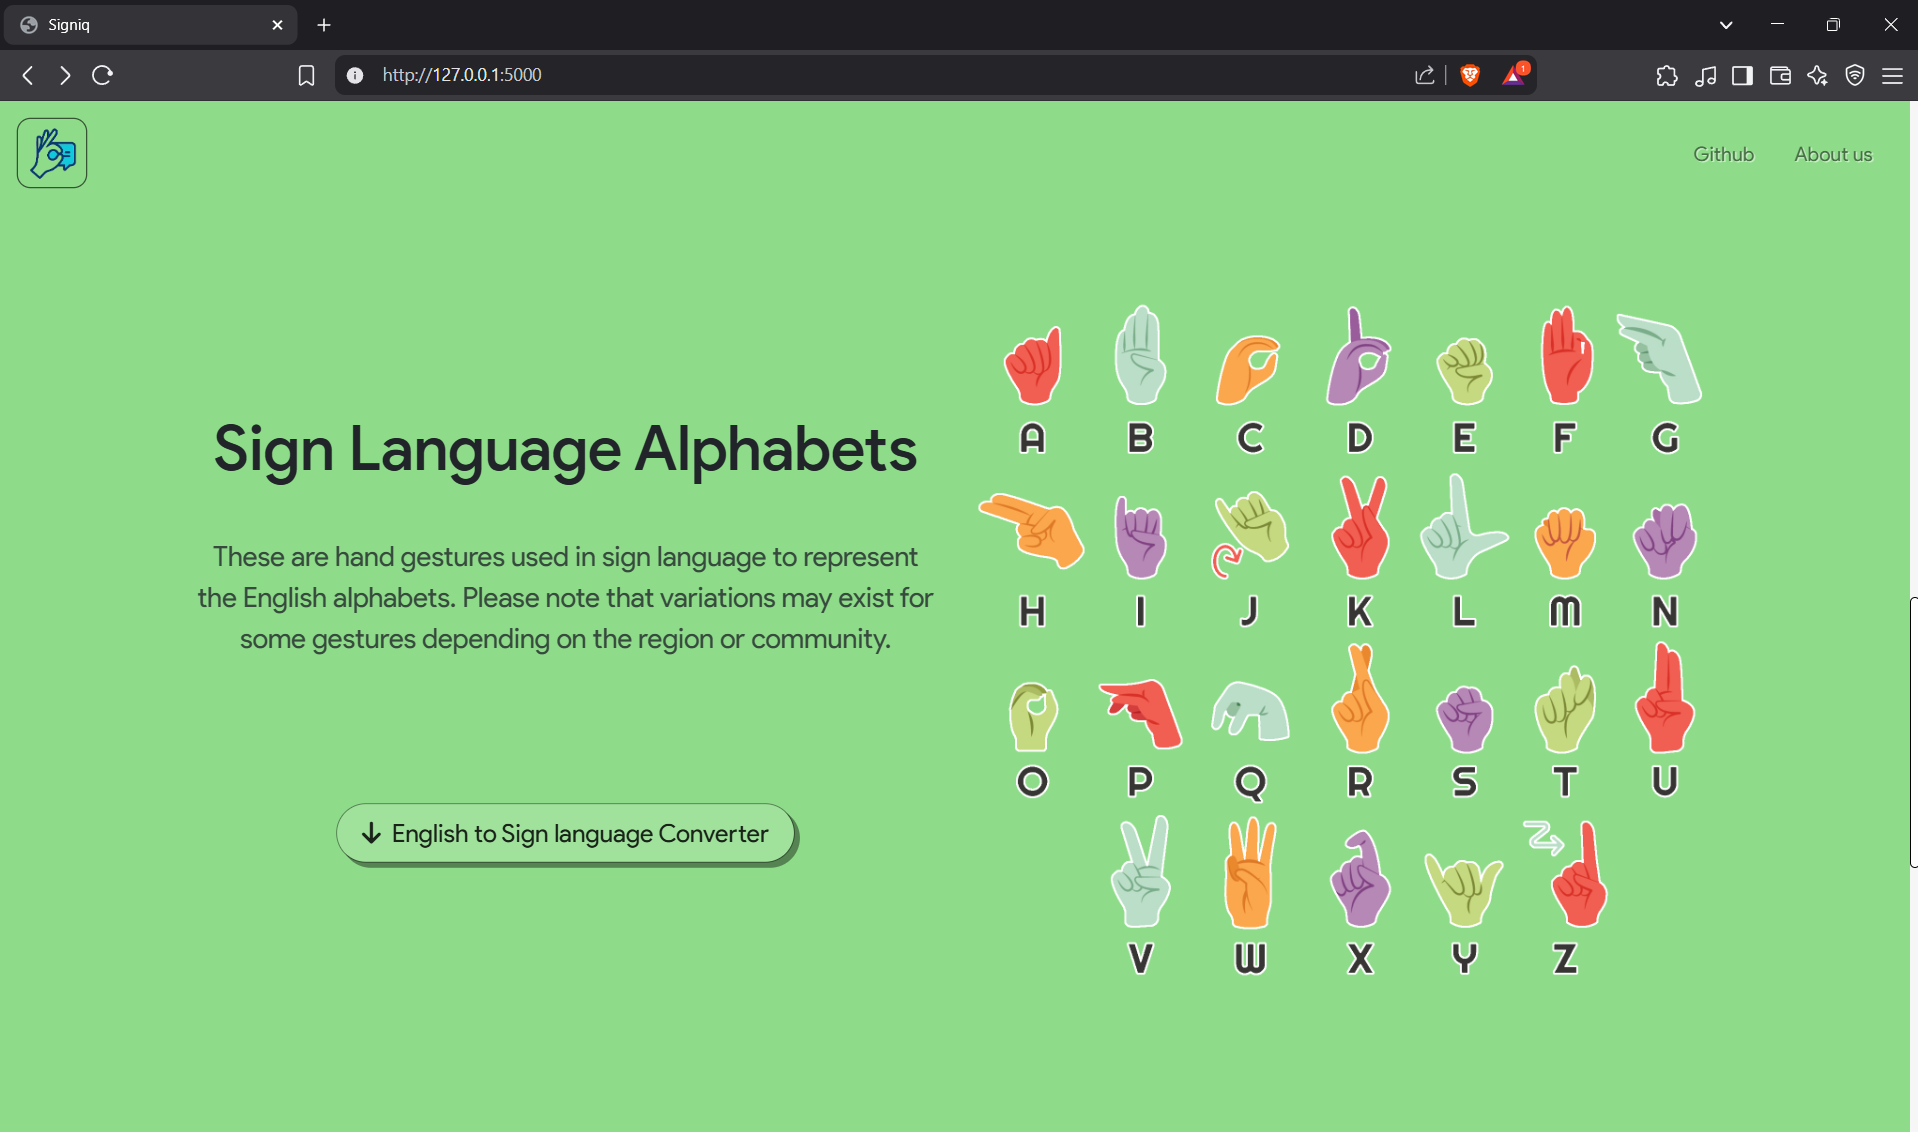 Signiq
http://127.0.0.1:5000
1
Github
About us
Sign Language Alphabets
These are hand gestures used in sign language to represent
the English alphabets. Please note that variations may exist for
some gestures depending on the region or community.
English to Sign language Converter
A B C D E F G
H I J K L M N
O P Q R S T U
V W X Y Z